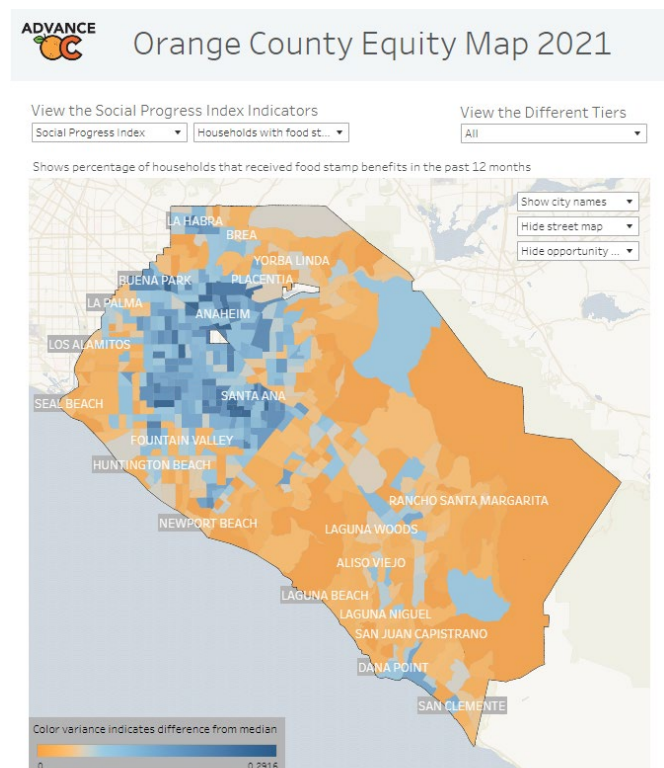 ADVANCE
OC
Orange County Equity Map 2021
View the Social Progress Index Indicators
View the Different Tiers
Social Progress Index
Households with food st...
All
Shows percentage of households that received food stamp benefits in the past 12 months
Show city names
Hide street map
Hide opportunity ...
LA HABRA
BREA
YORBA LINDA
BUENA PARK
PLACENTIA
LA PALMA
ANAHEIM
LOS ALAMITOS
SANTA ANA
SEAL BEACH
FOUNTAIN VALLEY
HUNTINGTON BEACH
RANCHO SANTA MARGARITA
NEWPORT BEACH
LAGUNA WOODS
ALISO VIEJO
LAGUNA BEACH
LAGUNA NIGUEL
SAN JUAN CAPISTRANO
DANA POINT
SAN CLEMENTE
Color variance indicates difference from median
0
0.2916